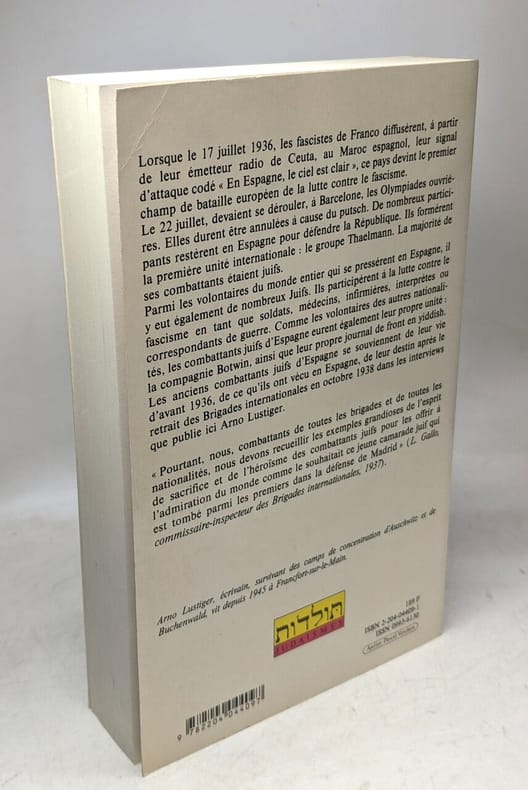 Lorsque le 17 juillet 1936, les fascistes de Franco diffusèrent, à partir
de leur émetteur radio de Ceuta, au Maroc espagnol, leur signal
d'attaque codé « En Espagne, le ciel est clair », ce pays devint le premier
champ de bataille européen de la lutte contre le fascisme.
Le 22 juillet, devaient se dérouler, à Barcelone, les Olympiades ouvriè-
res. Elles durent être annulées à cause du putsch. De nombreux partici-
pants restèrent en Espagne pour défendre la République. Ils formèrent
la première unité internationale : le groupe Thaelmann. La majorité de
ses combattants étaient juifs.
Parmi les volontaires du monde entier qui se pressèrent en Espagne, il
y eut également de nombreux Juifs. Ils participèrent à la lutte contre le
fascisme en tant que soldats, médecins, infirmières, interprètes ou
correspondants de guerre. Comme les volontaires des autres nationali-
tés, les combattants juifs d'Espagne eurent également leur propre unité :
la compagnie Botwin, ainsi que leur propre journal de front en yiddish.
Les anciens combattants juifs d'Espagne se souviennent de leur vie
d'avant 1936, de ce qu'ils ont vécu en Espagne, de leur destin après le
retrait des Brigades internationales en octobre 1938 dans les interviews
que publie ici Arno Lustiger.
« Pourtant, nous, combattants de toutes les brigades et de toutes les
nationalités, nous devons recueillir les exemples grandioses de l'esprit
de sacrifice et de l'héroïsme des combattants juifs pour les offrir à
l'admiration du monde comme le souhaitait ce jeune camarade juif qui
est tombé parmi les premiers dans la défense de Madrid » (L. Gallo,
commissaire-inspecteur des Brigades internationales, 1937).
Arno Lustiger, écrivain, survivant des camps de concentration d'Auschwitz et de
Buchenwald, vit depuis 1945 à Francfort-sur-le-Main.
תולדות
JUDAÏSMES
189 F
ISBN 2-204-04409-1
ISSN 0993-6130
9 782204 044097